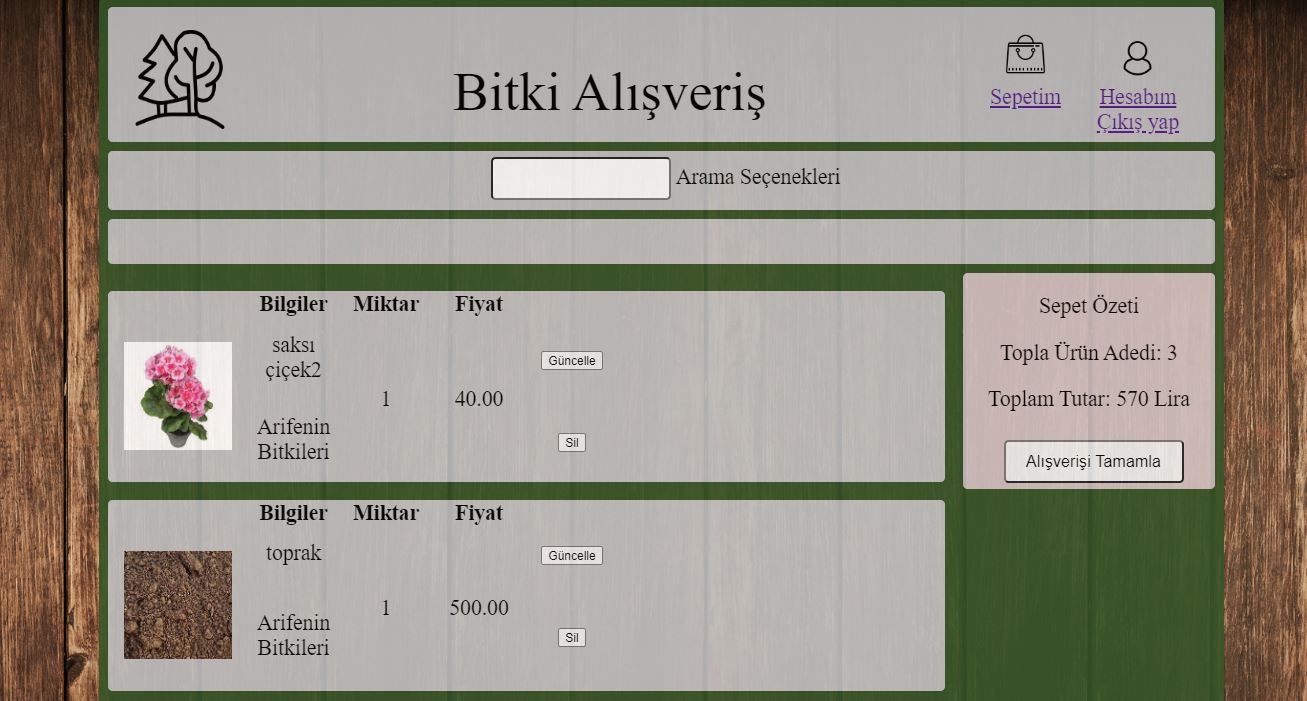 Bitki Alışveriş
Sepetim
Hesabım
Çıkış yap
Arama Seçenekleri
Bilgiler Miktar Fiyat
saksı
çiçek2
Güncelle
1 40.00
Arifenin
Bitkileri
Sil
Bilgiler Miktar Fiyat
toprak
Güncelle
1 500.00
Arifenin
Bitkileri
Sil
Sepet Özeti
Topla Ürün Adedi: 3
Toplam Tutar: 570 Lira
Alışverişi Tamamla